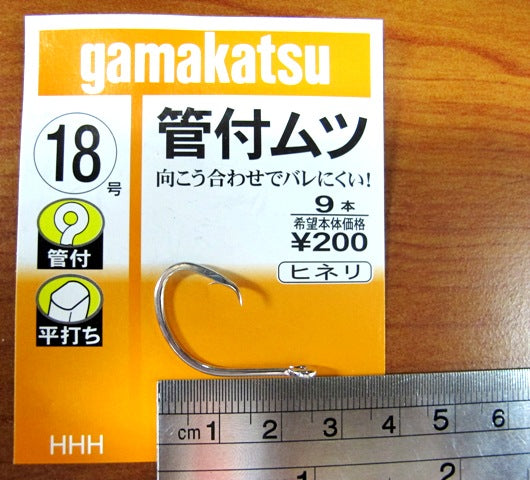 gamakatsu
18号
管付ムツ
向こう合わせでバレにくい!
9本
希望本体価格
¥200
ヒネリ
管付
平打ち
HHH
cm 1 2 3 4 5 6
1 2